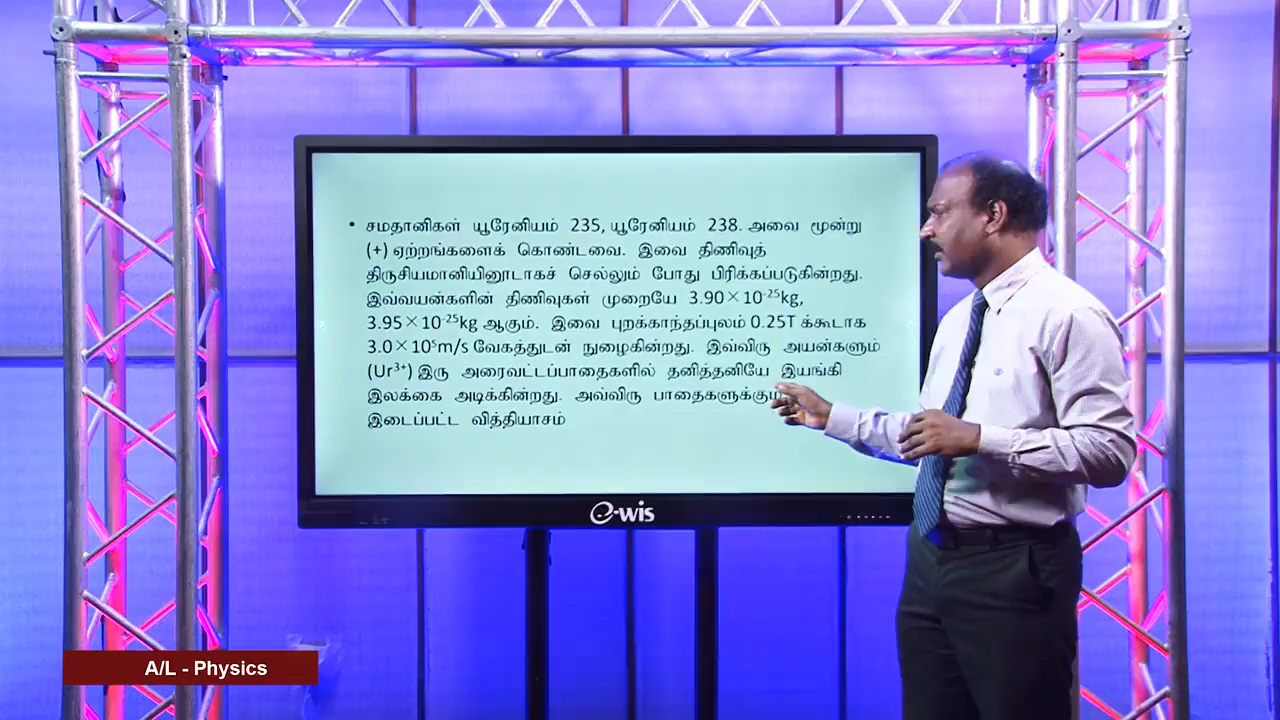 • சமதானிகள் யூரேனியம் 235, யூரேனியம் 238. அவை மூன்று
(+) ஏற்றங்களைக் கொண்டவை. இவை திணிவுத்
திருசியமானியினூடாகச் செல்லும் போது பிரிக்கப்படுகின்றது.
இவ்வயன்களின் திணிவுகள் முறையே 3.90×10⁻²⁵kg,
3.95×10⁻²⁵kg ஆகும். இவை புறக்காந்தப்புலம் 0.25T க்கூடாக
3.0×10⁵m/s வேகத்துடன் நுழைகின்றது. இவ்விரு அயன்களும்
(Ur³⁺) இரு அரைவட்டப்பாதைகளில் தனித்தனியே இயங்கி
இலக்கை அடிக்கின்றது. அவ்விரு பாதைகளுக்கும்
இடைப்பட்ட வித்தியாசம்
e-wis
A/L - Physics